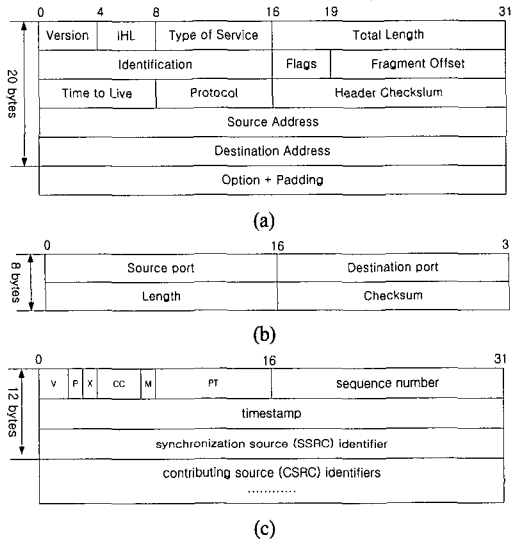 0 4 8 16 19 31
Version IHL Type of Service Total Length
Identification Flags Fragment Offset
Time to Live Protocol Header Checkslum
Source Address
Destination Address
Option + Padding
20 bytes
(a)
0 16 3
Source port Destination port
Length Checksum
8 bytes
(b)
0 16 31
V P X CC M PT sequence number
timestamp
synchronization source (SSRC) identifier
contributing source (CSRC) identifiers
............
12 bytes
(c)